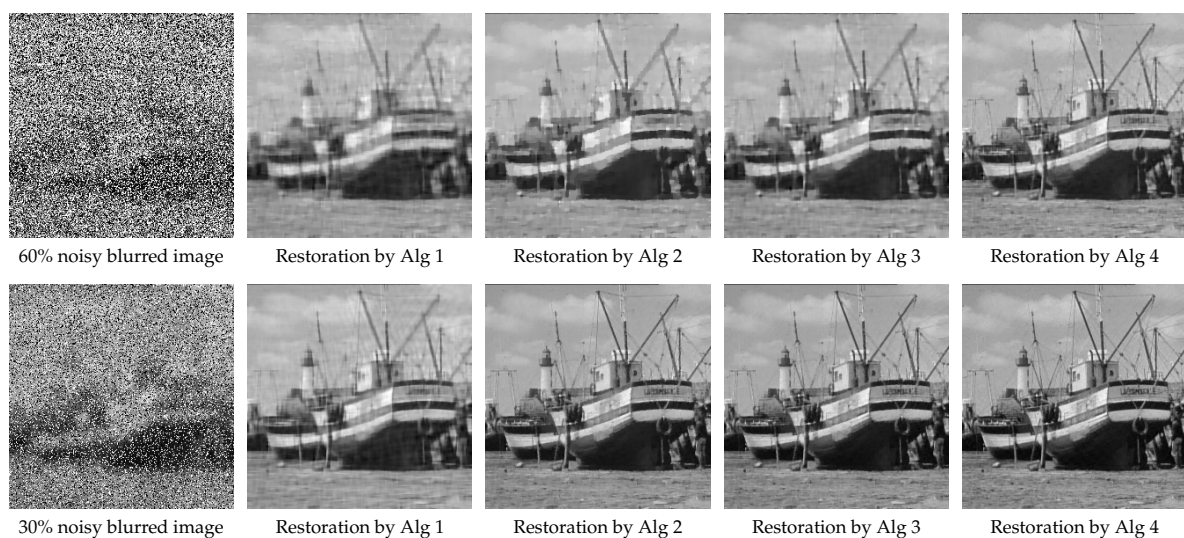 60% noisy blurred image
Restoration by Alg 1
Restoration by Alg 2
Restoration by Alg 3
Restoration by Alg 4
30% noisy blurred image
Restoration by Alg 1
Restoration by Alg 2
Restoration by Alg 3
Restoration by Alg 4